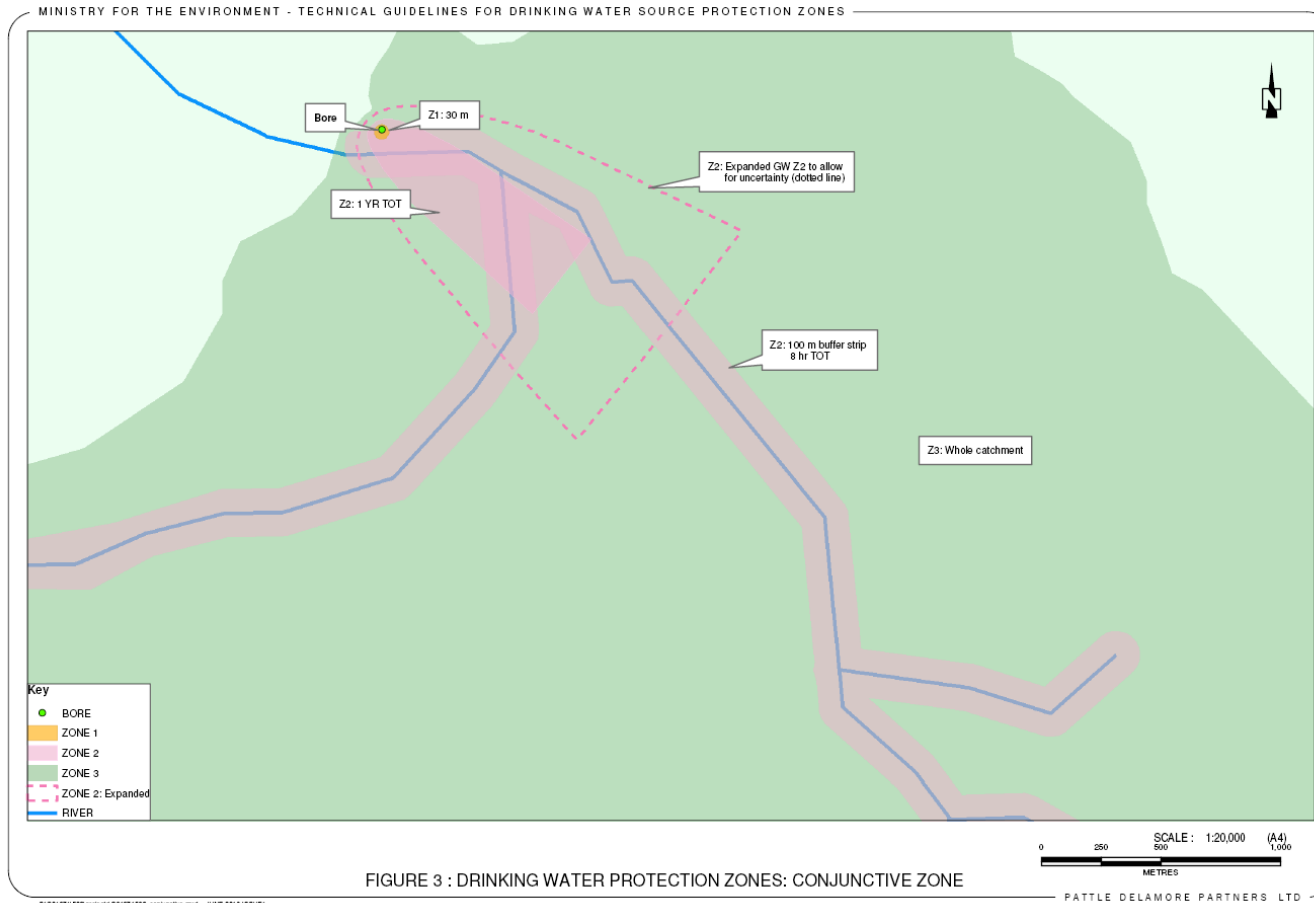 MINISTRY FOR THE ENVIRONMENT - TECHNICAL GUIDELINES FOR DRINKING WATER SOURCE PROTECTION ZONES
N
Bore
Z1: 30 m
Z2: Expanded GW Z2 to allow
for uncertainty (dotted line)
Z2: 1 YR TOT
Z2: 100 m buffer strip
8 hr TOT
Z3: Whole catchment
Key
BORE
ZONE 1
ZONE 2
ZONE 3
ZONE 2: Expanded
RIVER
SCALE : 1:20,000 (A4)
0 250 500 1,000
METRES
FIGURE 3 : DRINKING WATER PROTECTION ZONES: CONJUNCTIVE ZONE
PATTLE DELAMORE PARTNERS LTD